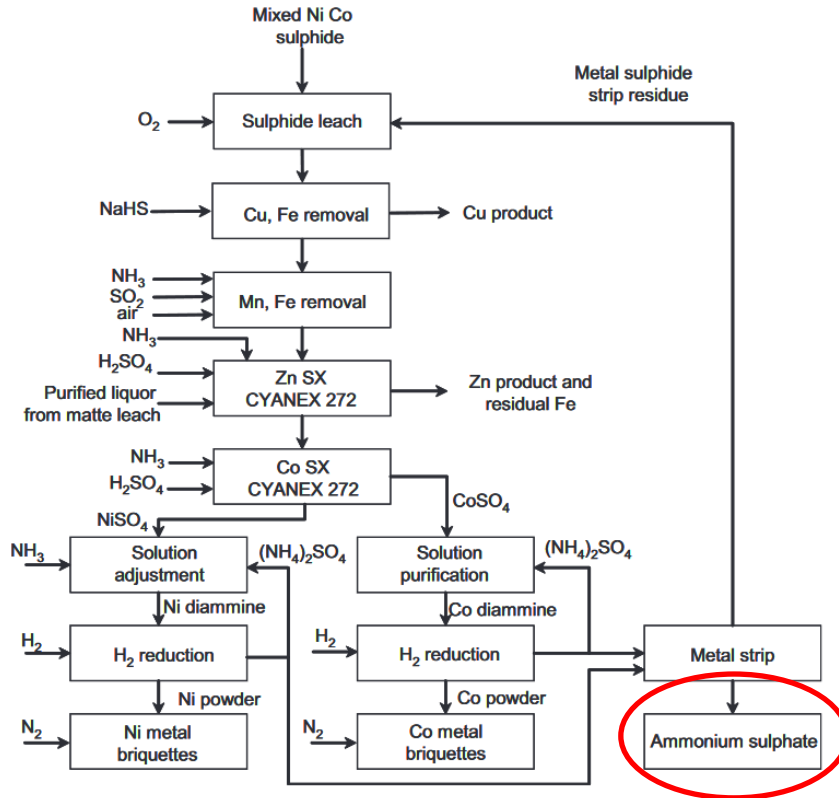 Mixed Ni Co
sulphide
Metal sulphide
strip residue
O₂
Sulphide leach
NaHS
Cu, Fe removal
Cu product
NH₃
SO₂
air
Mn, Fe removal
NH₃
H₂SO₄
Purified liquor
from matte leach
Zn SX
CYANEX 272
Zn product and
residual Fe
NH₃
H₂SO₄
Co SX
CYANEX 272
NiSO₄
CoSO₄
NH₃
Solution
adjustment
(NH₄)₂SO₄
Solution
purification
(NH₄)₂SO₄
Ni diammine
Co diammine
H₂
H₂ reduction
H₂
H₂ reduction
Metal strip
Ni powder
Co powder
N₂
Ni metal
briquettes
N₂
Co metal
briquettes
Ammonium sulphate